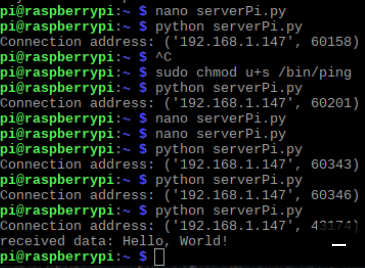 pi@raspberrypi:~ $ nano serverPi.py
pi@raspberrypi:~ $ python serverPi.py
Connection address: ('192.168.1.147', 60158)
pi@raspberrypi:~ $ ^C
pi@raspberrypi:~ $ sudo chmod u+s /bin/ping
pi@raspberrypi:~ $ python serverPi.py
Connection address: ('192.168.1.147', 60201)
pi@raspberrypi:~ $ nano serverPi.py
pi@raspberrypi:~ $ nano serverPi.py
pi@raspberrypi:~ $ python serverPi.py
Connection address: ('192.168.1.147', 60343)
pi@raspberrypi:~ $ python serverPi.py
Connection address: ('192.168.1.147', 60346)
pi@raspberrypi:~ $ python serverPi.py
Connection address: ('192.168.1.147', 43174)
received data: Hello, World!
pi@raspberrypi:~ $